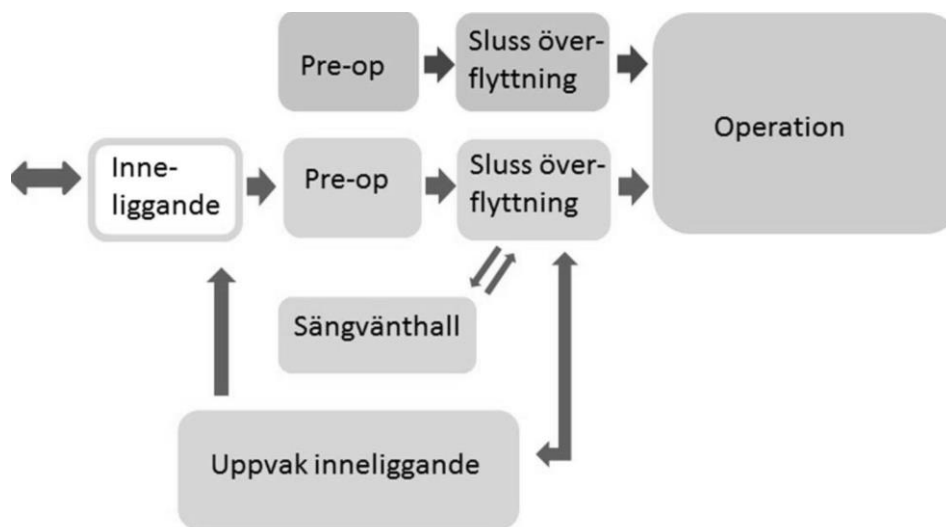 Pre-op
Sluss över-
flyttning
Operation
Inne-
liggande
Pre-op
Sluss över-
flyttning
Sängvänthall
Uppvak inneliggande